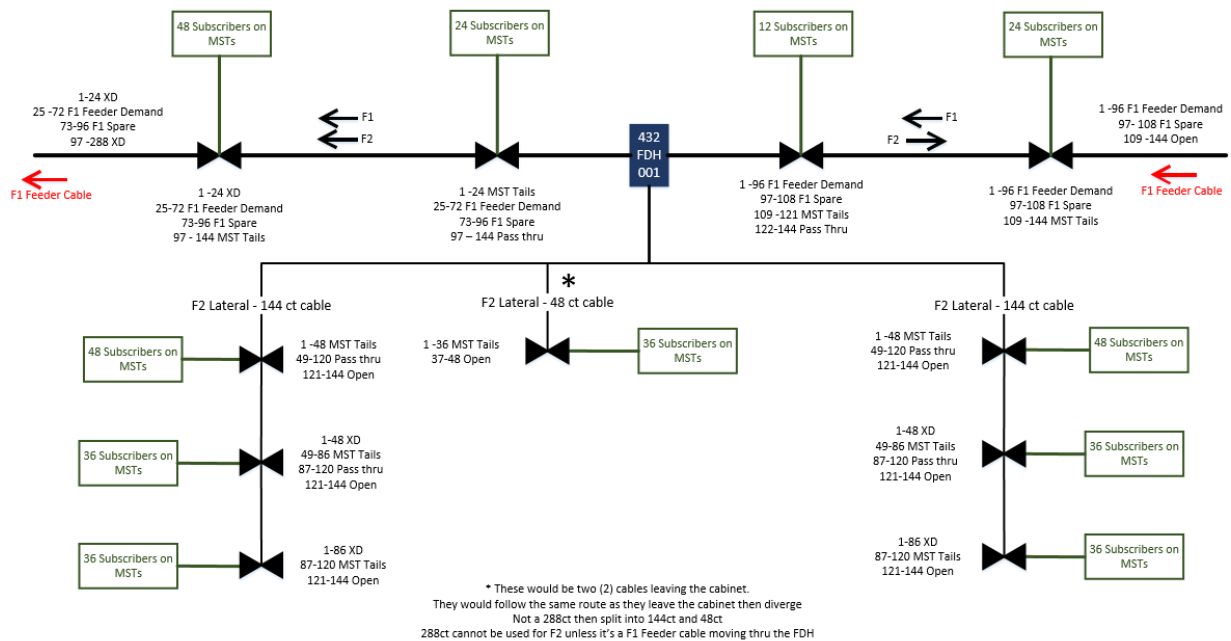 48 Subscribers on
MSTs
24 Subscribers on
MSTs
12 Subscribers on
MSTs
24 Subscribers on
MSTs
1-24 XD
25 -72 F1 Feeder Demand
73-96 F1 Spare
97 -288 XD
F1
F2
432
FDH
001
F1
F2
1 -96 F1 Feeder Demand
97- 108 F1 Spare
109 -144 Open
F1 Feeder Cable
1-24 XD
25-72 F1 Feeder Demand
73-96 F1 Spare
97 - 144 MST Tails
1 -24 MST Tails
25-72 F1 Feeder Demand
73-96 F1 Spare
97 – 144 Pass thru
1 -96 F1 Feeder Demand
97-108 F1 Spare
109 -121 MST Tails
122-144 Pass Thru
1 -96 F1 Feeder Demand
97-108 F1 Spare
109 -144 MST Tails
F1 Feeder Cable
F2 Lateral - 144 ct cable
*
F2 Lateral - 48 ct cable
F2 Lateral - 144 ct cable
48 Subscribers on
MSTs
1 -48 MST Tails
49-120 Pass thru
121-144 Open
1 -36 MST Tails
37-48 Open
36 Subscribers on
MSTs
1 -48 MST Tails
49-120 Pass thru
121-144 Open
48 Subscribers on
MSTs
36 Subscribers on
MSTs
1-48 XD
49-86 MST Tails
87-120 Pass thru
121-144 Open
1-48 XD
49-86 MST Tails
87-120 Pass thru
121-144 Open
36 Subscribers on
MSTs
36 Subscribers on
MSTs
1-86 XD
87-120 MST Tails
121-144 Open
1-86 XD
87-120 MST Tails
121-144 Open
36 Subscribers on
MSTs
* These would be two (2) cables leaving the cabinet.
They would follow the same route as they leave the cabinet then diverge
Not a 288ct then split into 144ct and 48ct
288ct cannot be used for F2 unless it's a F1 Feeder cable moving thru the FDH